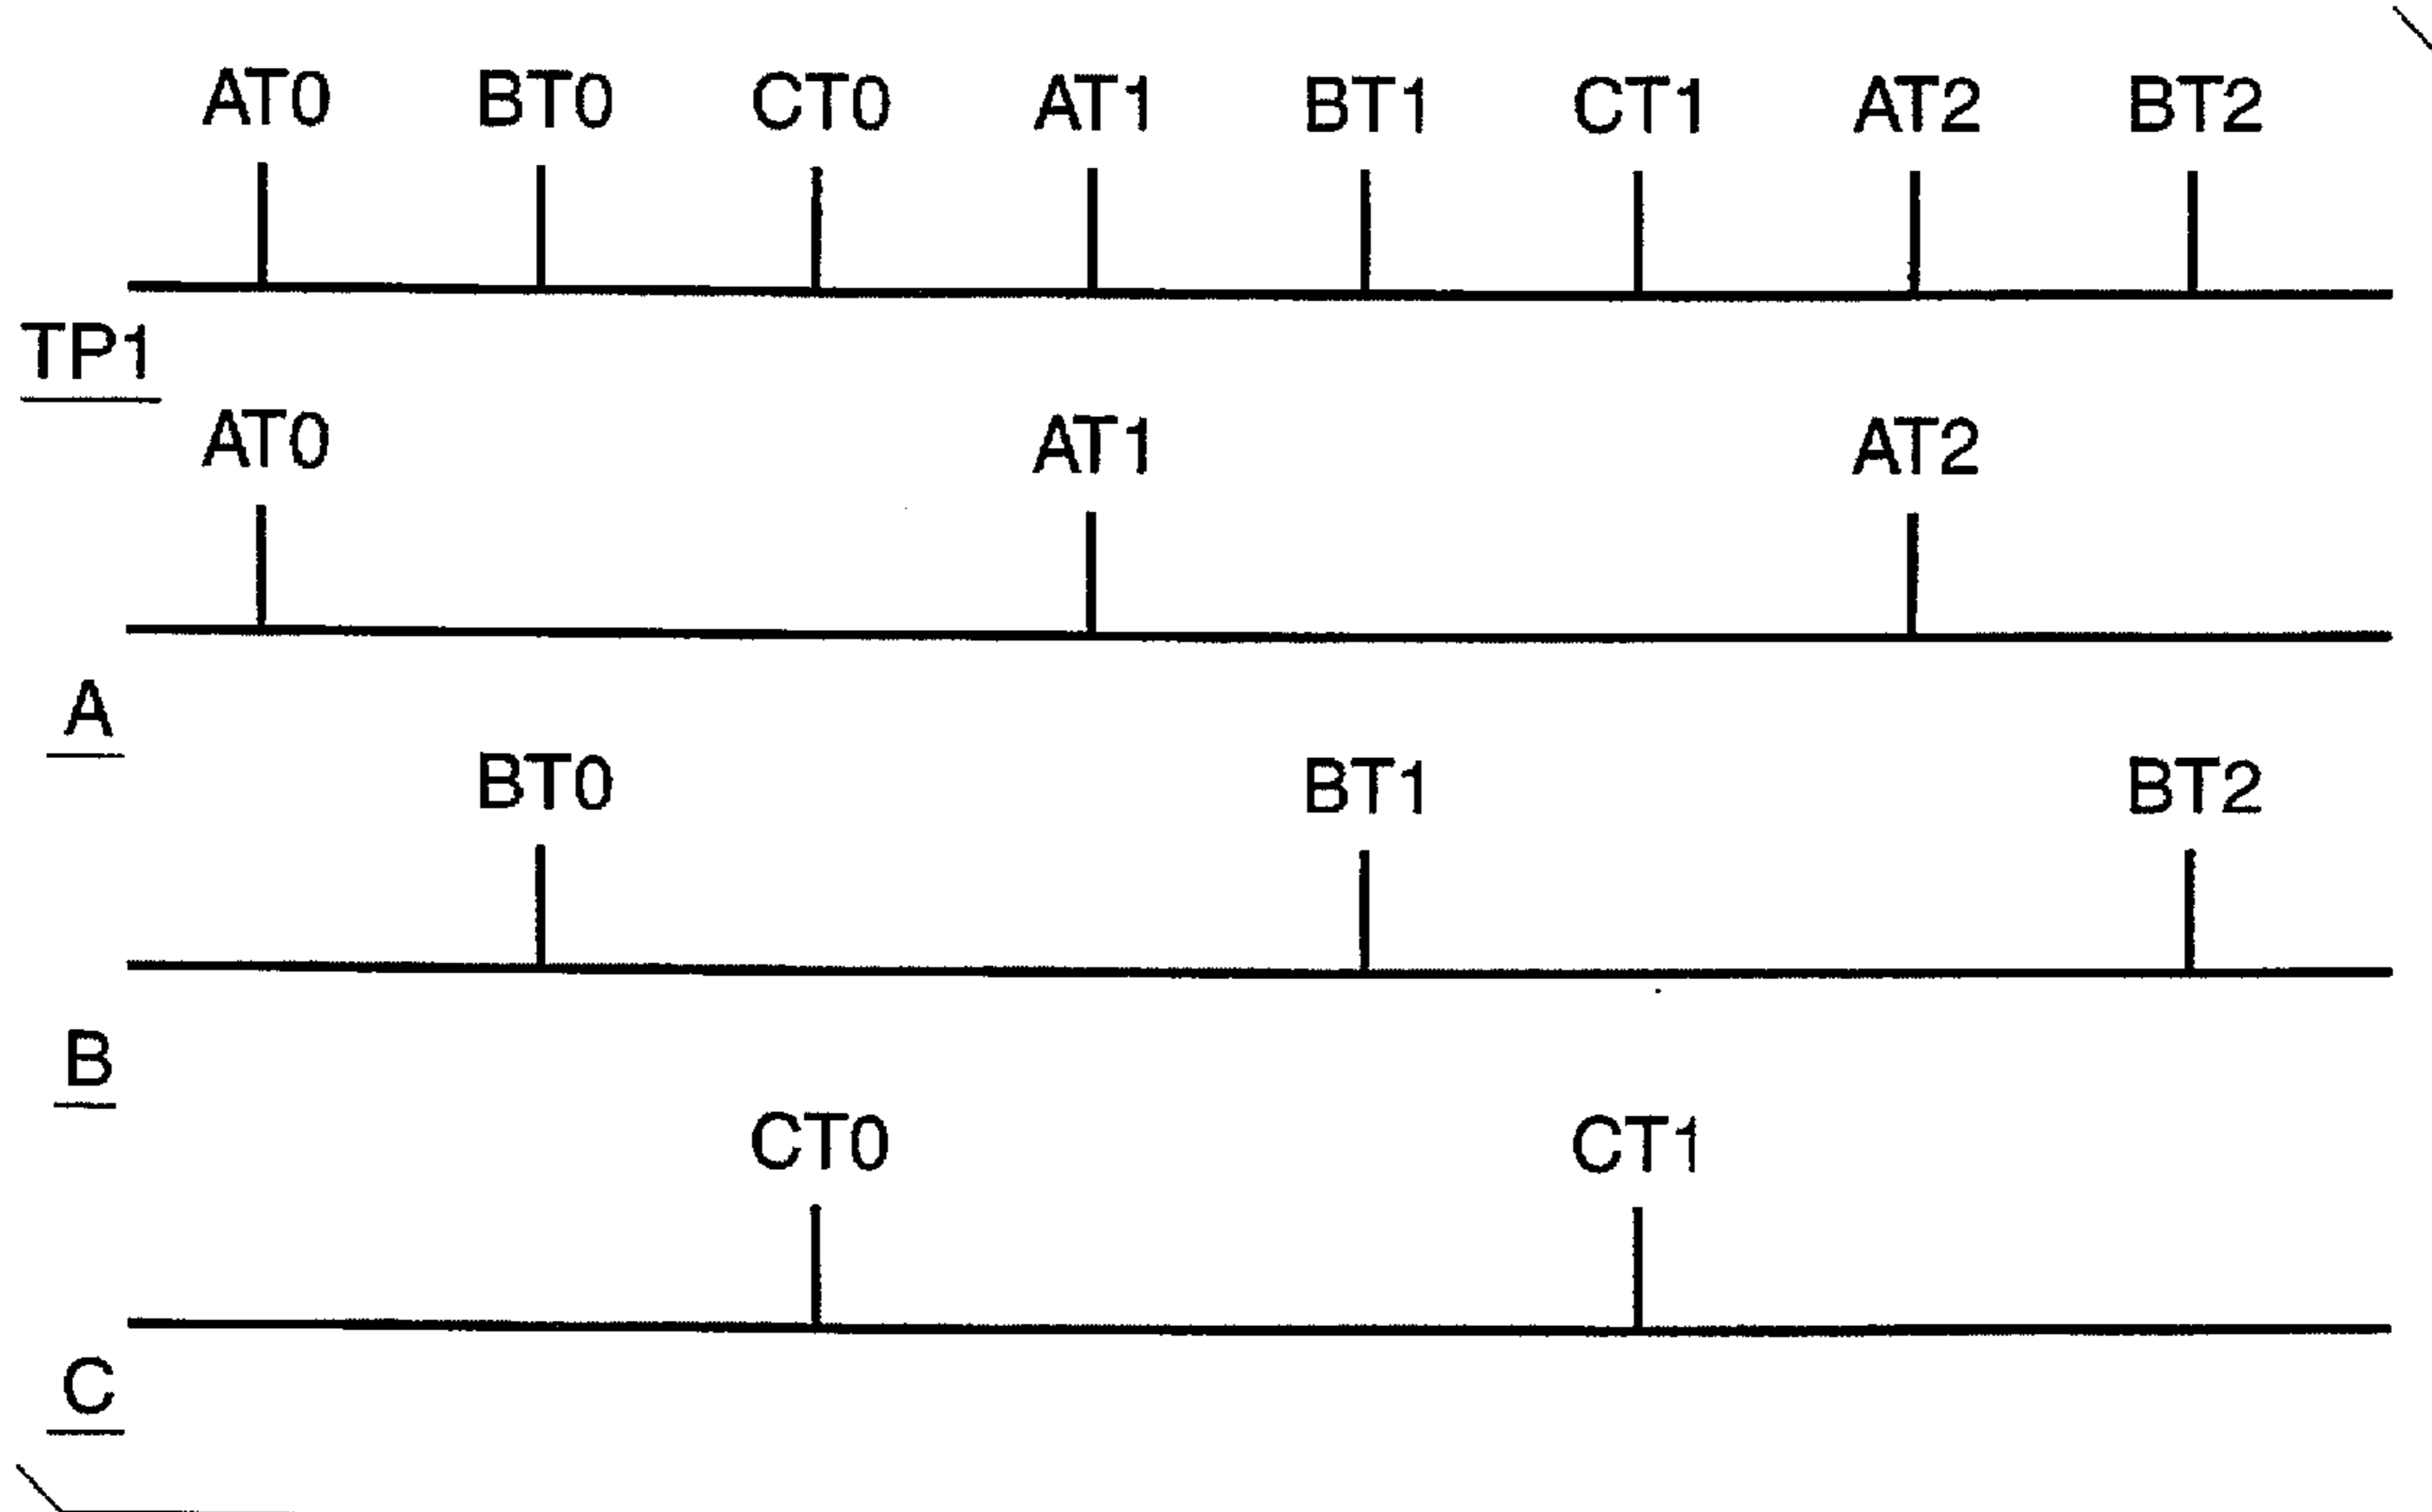 AT0 BT0 CT0 AT1 BT1 CT1 AT2 BT2
TP1
AT0 AT1 AT2
A
BT0 BT1 BT2
B
CT0 CT1
C